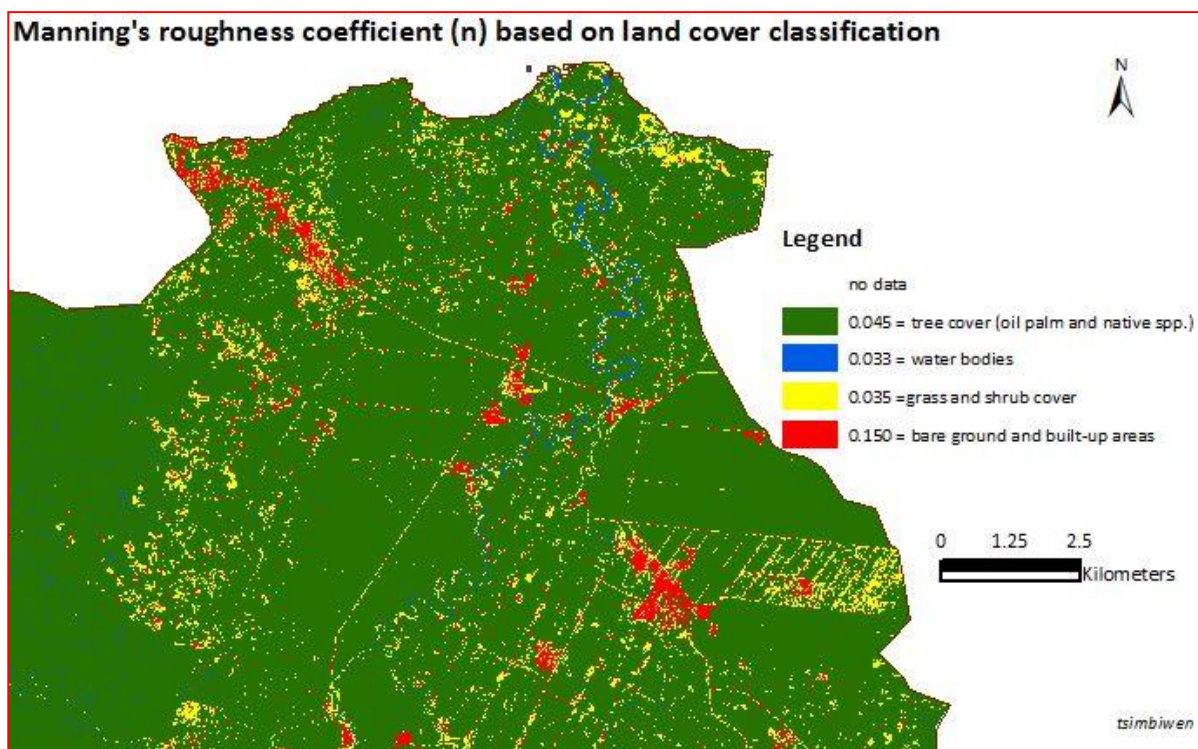 Manning's roughness coefficient (n) based on land cover classification
N
Legend
no data
0.045 = tree cover (oil palm and native spp.)
0.033 = water bodies
0.035 =grass and shrub cover
0.150 = bare ground and built-up areas
0 1.25 2.5
Kilometers
tsimbiwen